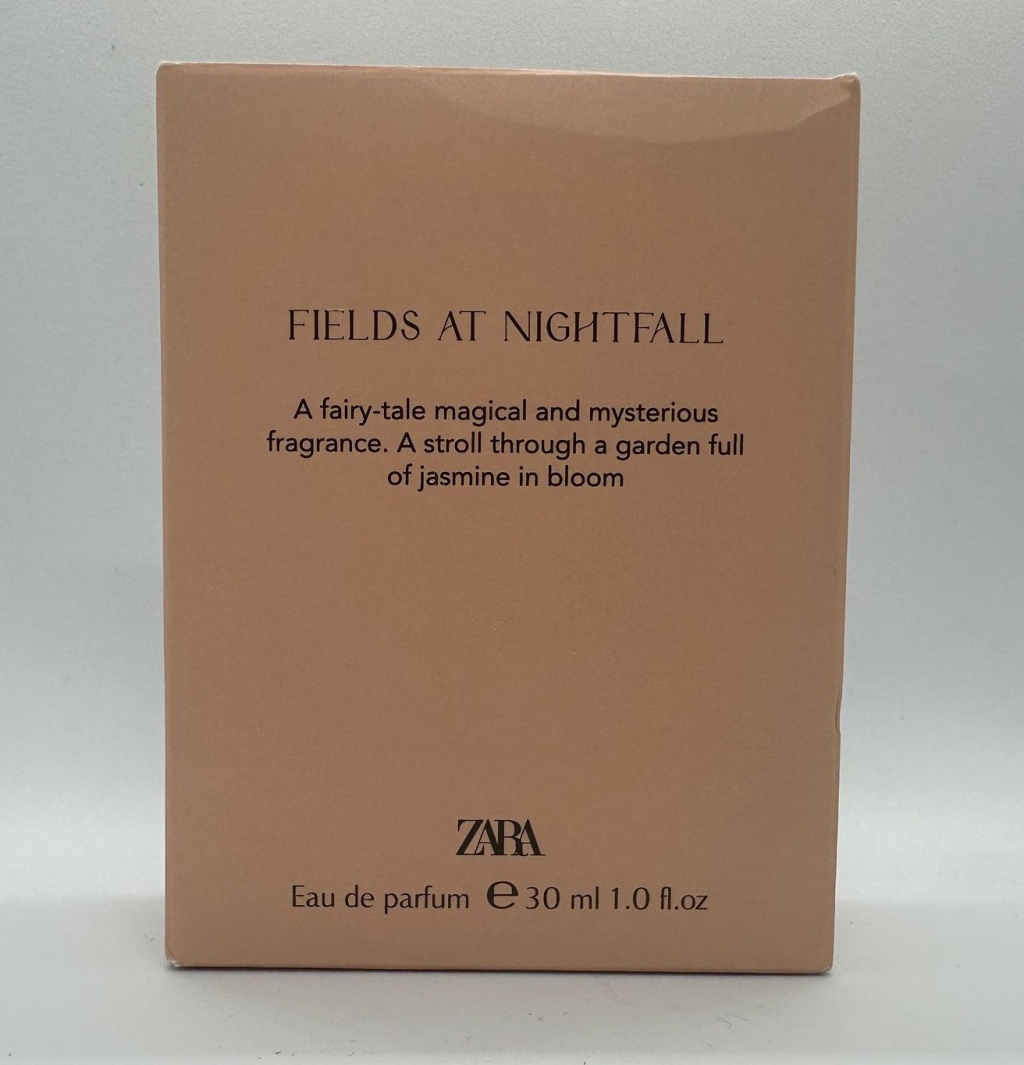 FIELDS AT NIGHTFALL
A fairy-tale magical and mysterious
fragrance. A stroll through a garden full
of jasmine in bloom
ZARA
Eau de parfum ℮ 30 ml 1.0 fl.oz